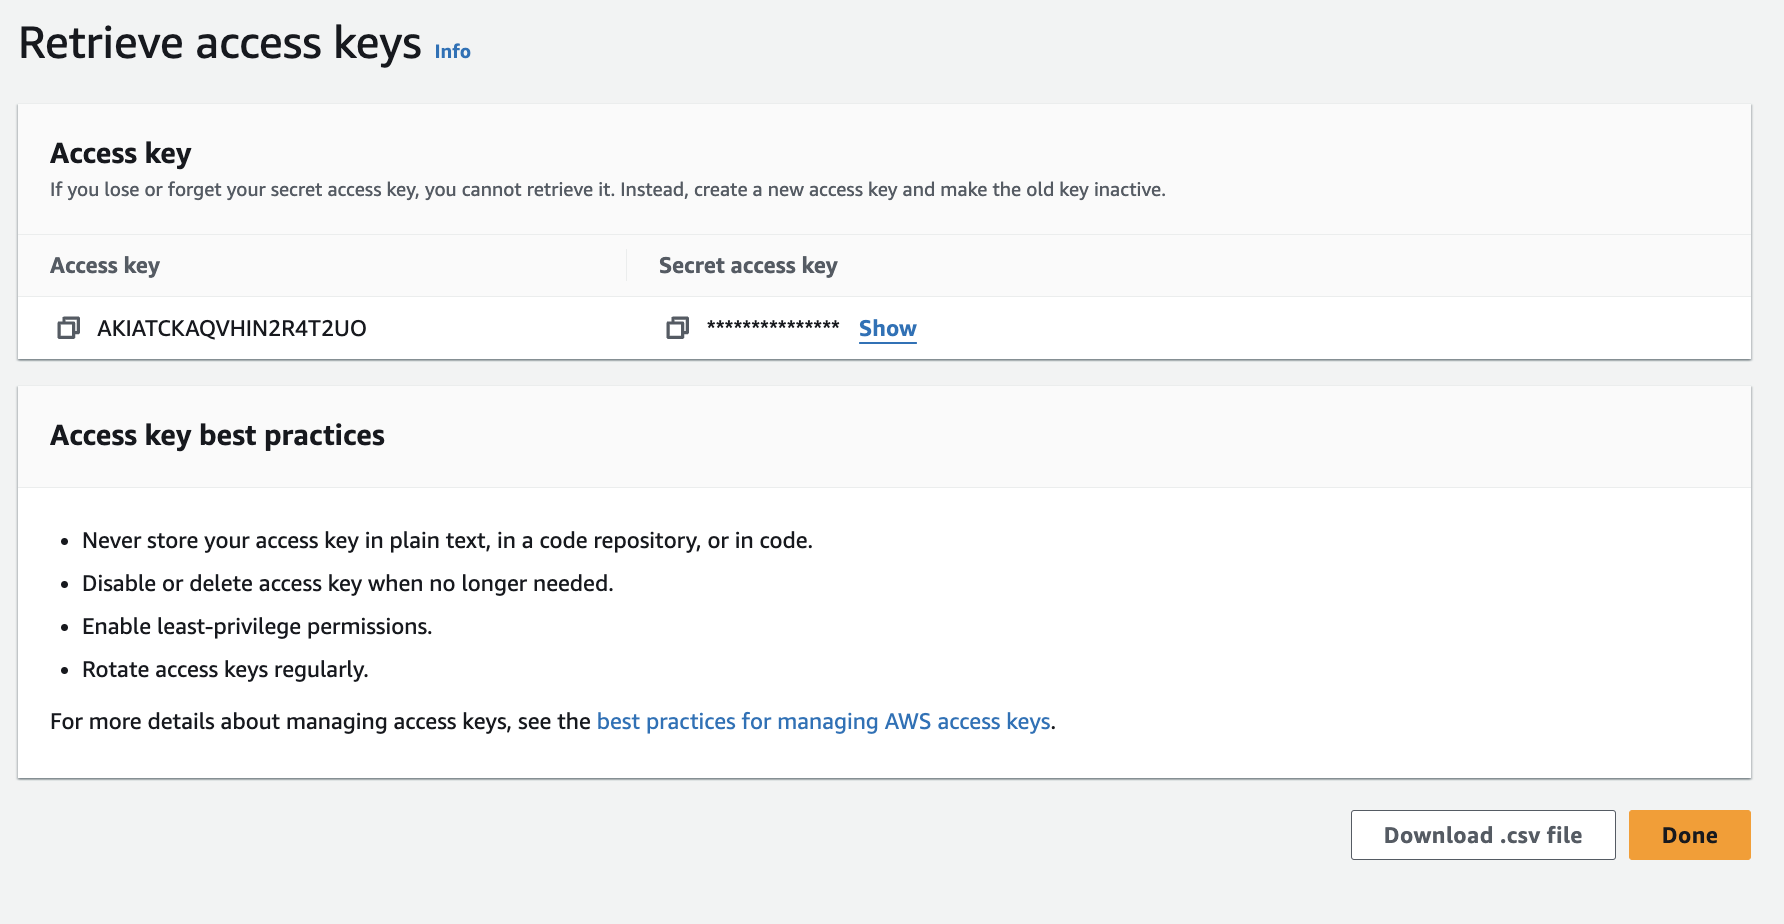 Retrieve access keys Info
Access key
If you lose or forget your secret access key, you cannot retrieve it. Instead, create a new access key and make the old key inactive.
Access key Secret access key
AKIATCKAQVHIN2R4T2UO *************** Show
Access key best practices
• Never store your access key in plain text, in a code repository, or in code.
• Disable or delete access key when no longer needed.
• Enable least-privilege permissions.
• Rotate access keys regularly.
For more details about managing access keys, see the best practices for managing AWS access keys.
Download .csv file Done